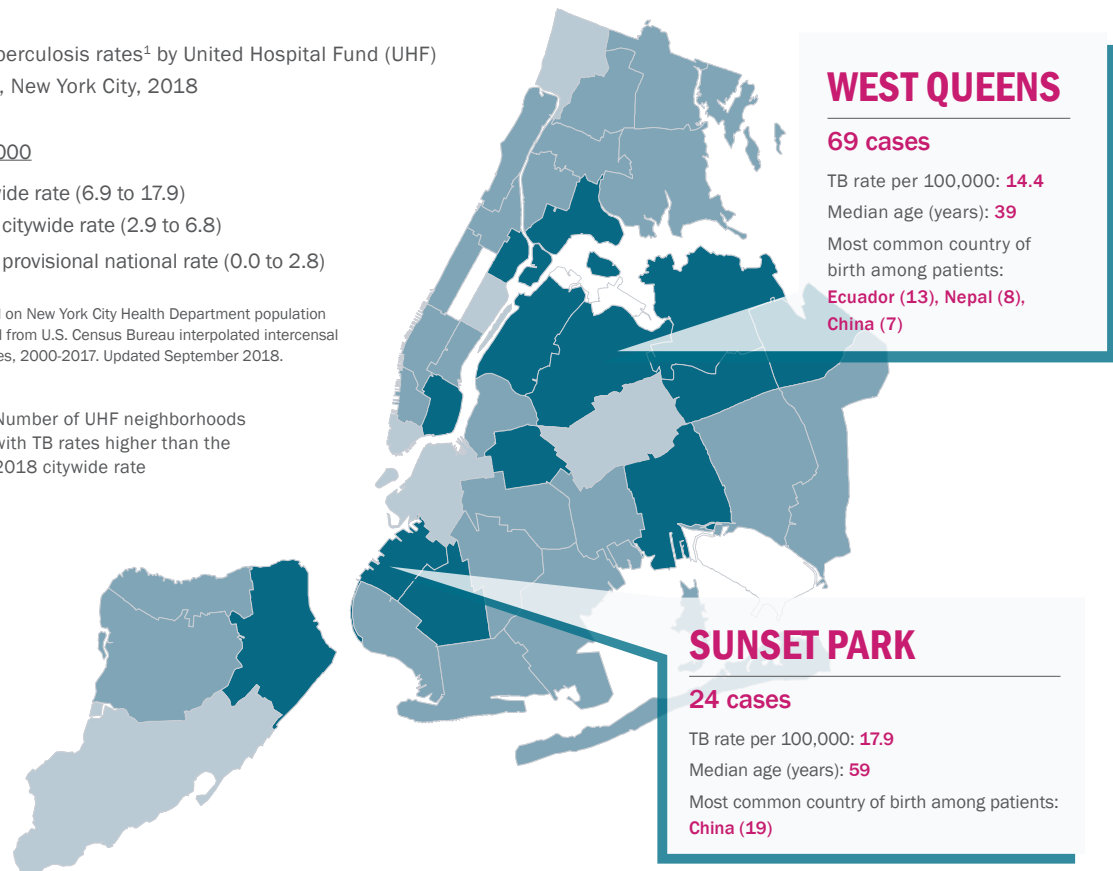 perculosis rates¹ by United Hospital Fund (UHF)
, New York City, 2018
000
ide rate (6.9 to 17.9)
citywide rate (2.9 to 6.8)
provisional national rate (0.0 to 2.8)
on New York City Health Department population
from U.S. Census Bureau interpolated intercensal
es, 2000-2017. Updated September 2018.
Number of UHF neighborhoods
with TB rates higher than the
2018 citywide rate
WEST QUEENS
69 cases
TB rate per 100,000: 14.4
Median age (years): 39
Most common country of
birth among patients:
Ecuador (13), Nepal (8),
China (7)
SUNSET PARK
24 cases
TB rate per 100,000: 17.9
Median age (years): 59
Most common country of birth among patients:
China (19)